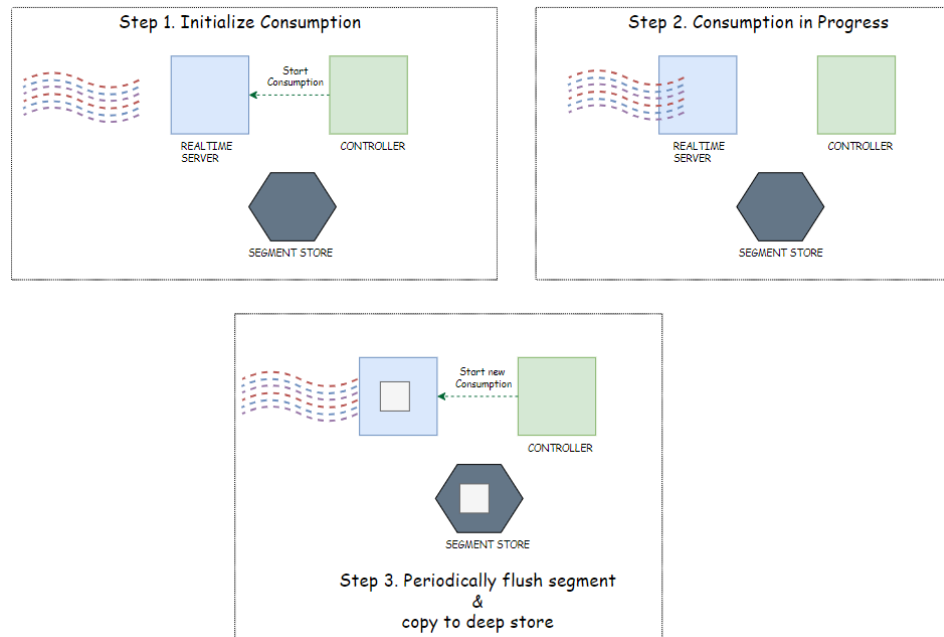 Step 1. Initialize Consumption
Start
Consumption
REALTIME
SERVER
CONTROLLER
SEGMENT STORE
Step 2. Consumption in Progress
REALTIME
SERVER
CONTROLLER
SEGMENT STORE
Start new
Consumption
CONTROLLER
SEGMENT STORE
Step 3. Periodically flush segment
&
copy to deep store